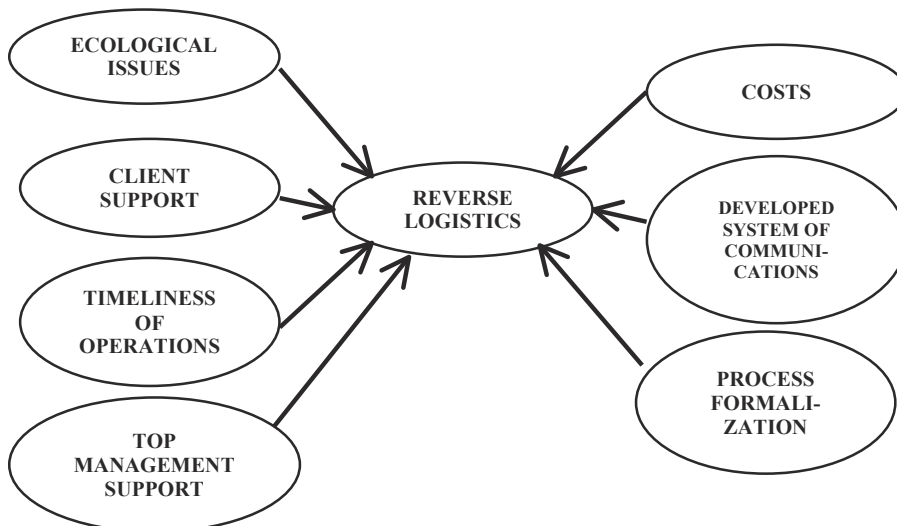 ECOLOGICAL
ISSUES
CLIENT
SUPPORT
TIMELINESS
OF
OPERATIONS
TOP
MANAGEMENT
SUPPORT
REVERSE
LOGISTICS
COSTS
DEVELOPED
SYSTEM OF
COMMUNI-
CATIONS
PROCESS
FORMALI-
ZATION